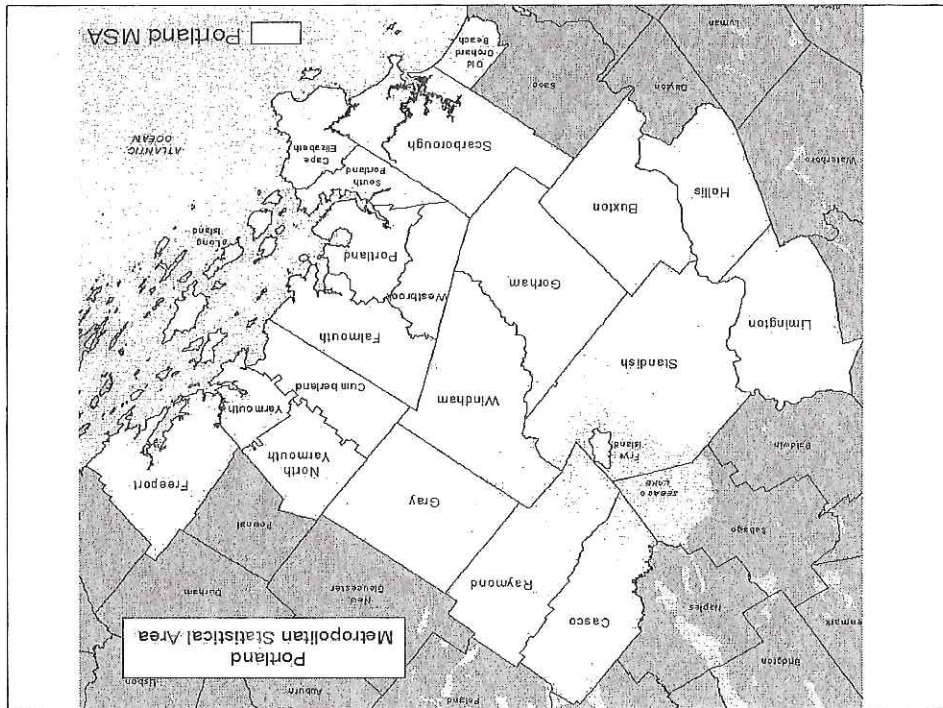 Portland
Metropolitan Statistical Area
Poland
Auburn
Lisbon
Bridgton
enmark
Naples
Casco
Raymond
New
Gloucester
Durham
Pownal
Freeport
Sebago
SEBAGO
LAKE
Frye
Island
Gray
North
Yarmouth
Yarmouth
Baldwin
Cumberland
Limington
Standish
Windham
Falmouth
Gorham
Westbrook
Portland
Long
Island
Hollis
Buxton
South
Portland
Cape
Elizabeth
Scarborough
ATLANTIC
OCEAN
Waterboro
Dayton
Saco
Old
Orchard
Beach
Lyman
Portland MSA